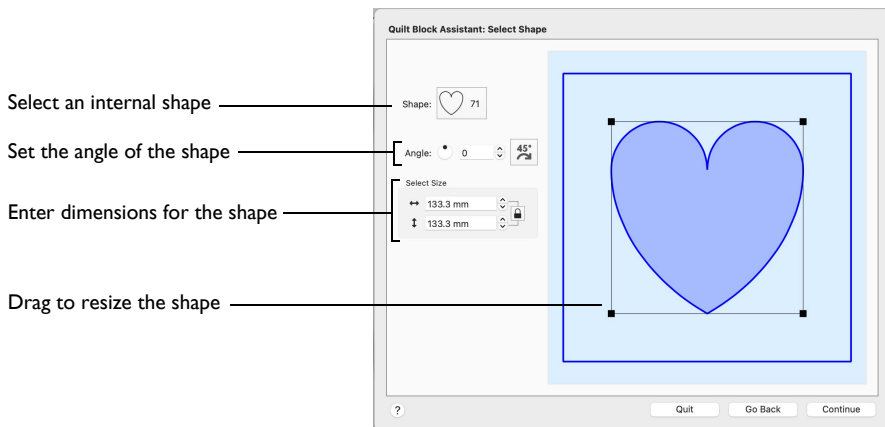 Quilt Block Assistant: Select Shape
Select an internal shape
Shape: 71
Set the angle of the shape
Angle: 0 45°
Select Size
Enter dimensions for the shape
133.3 mm
133.3 mm
Drag to resize the shape
? Quit Go Back Continue